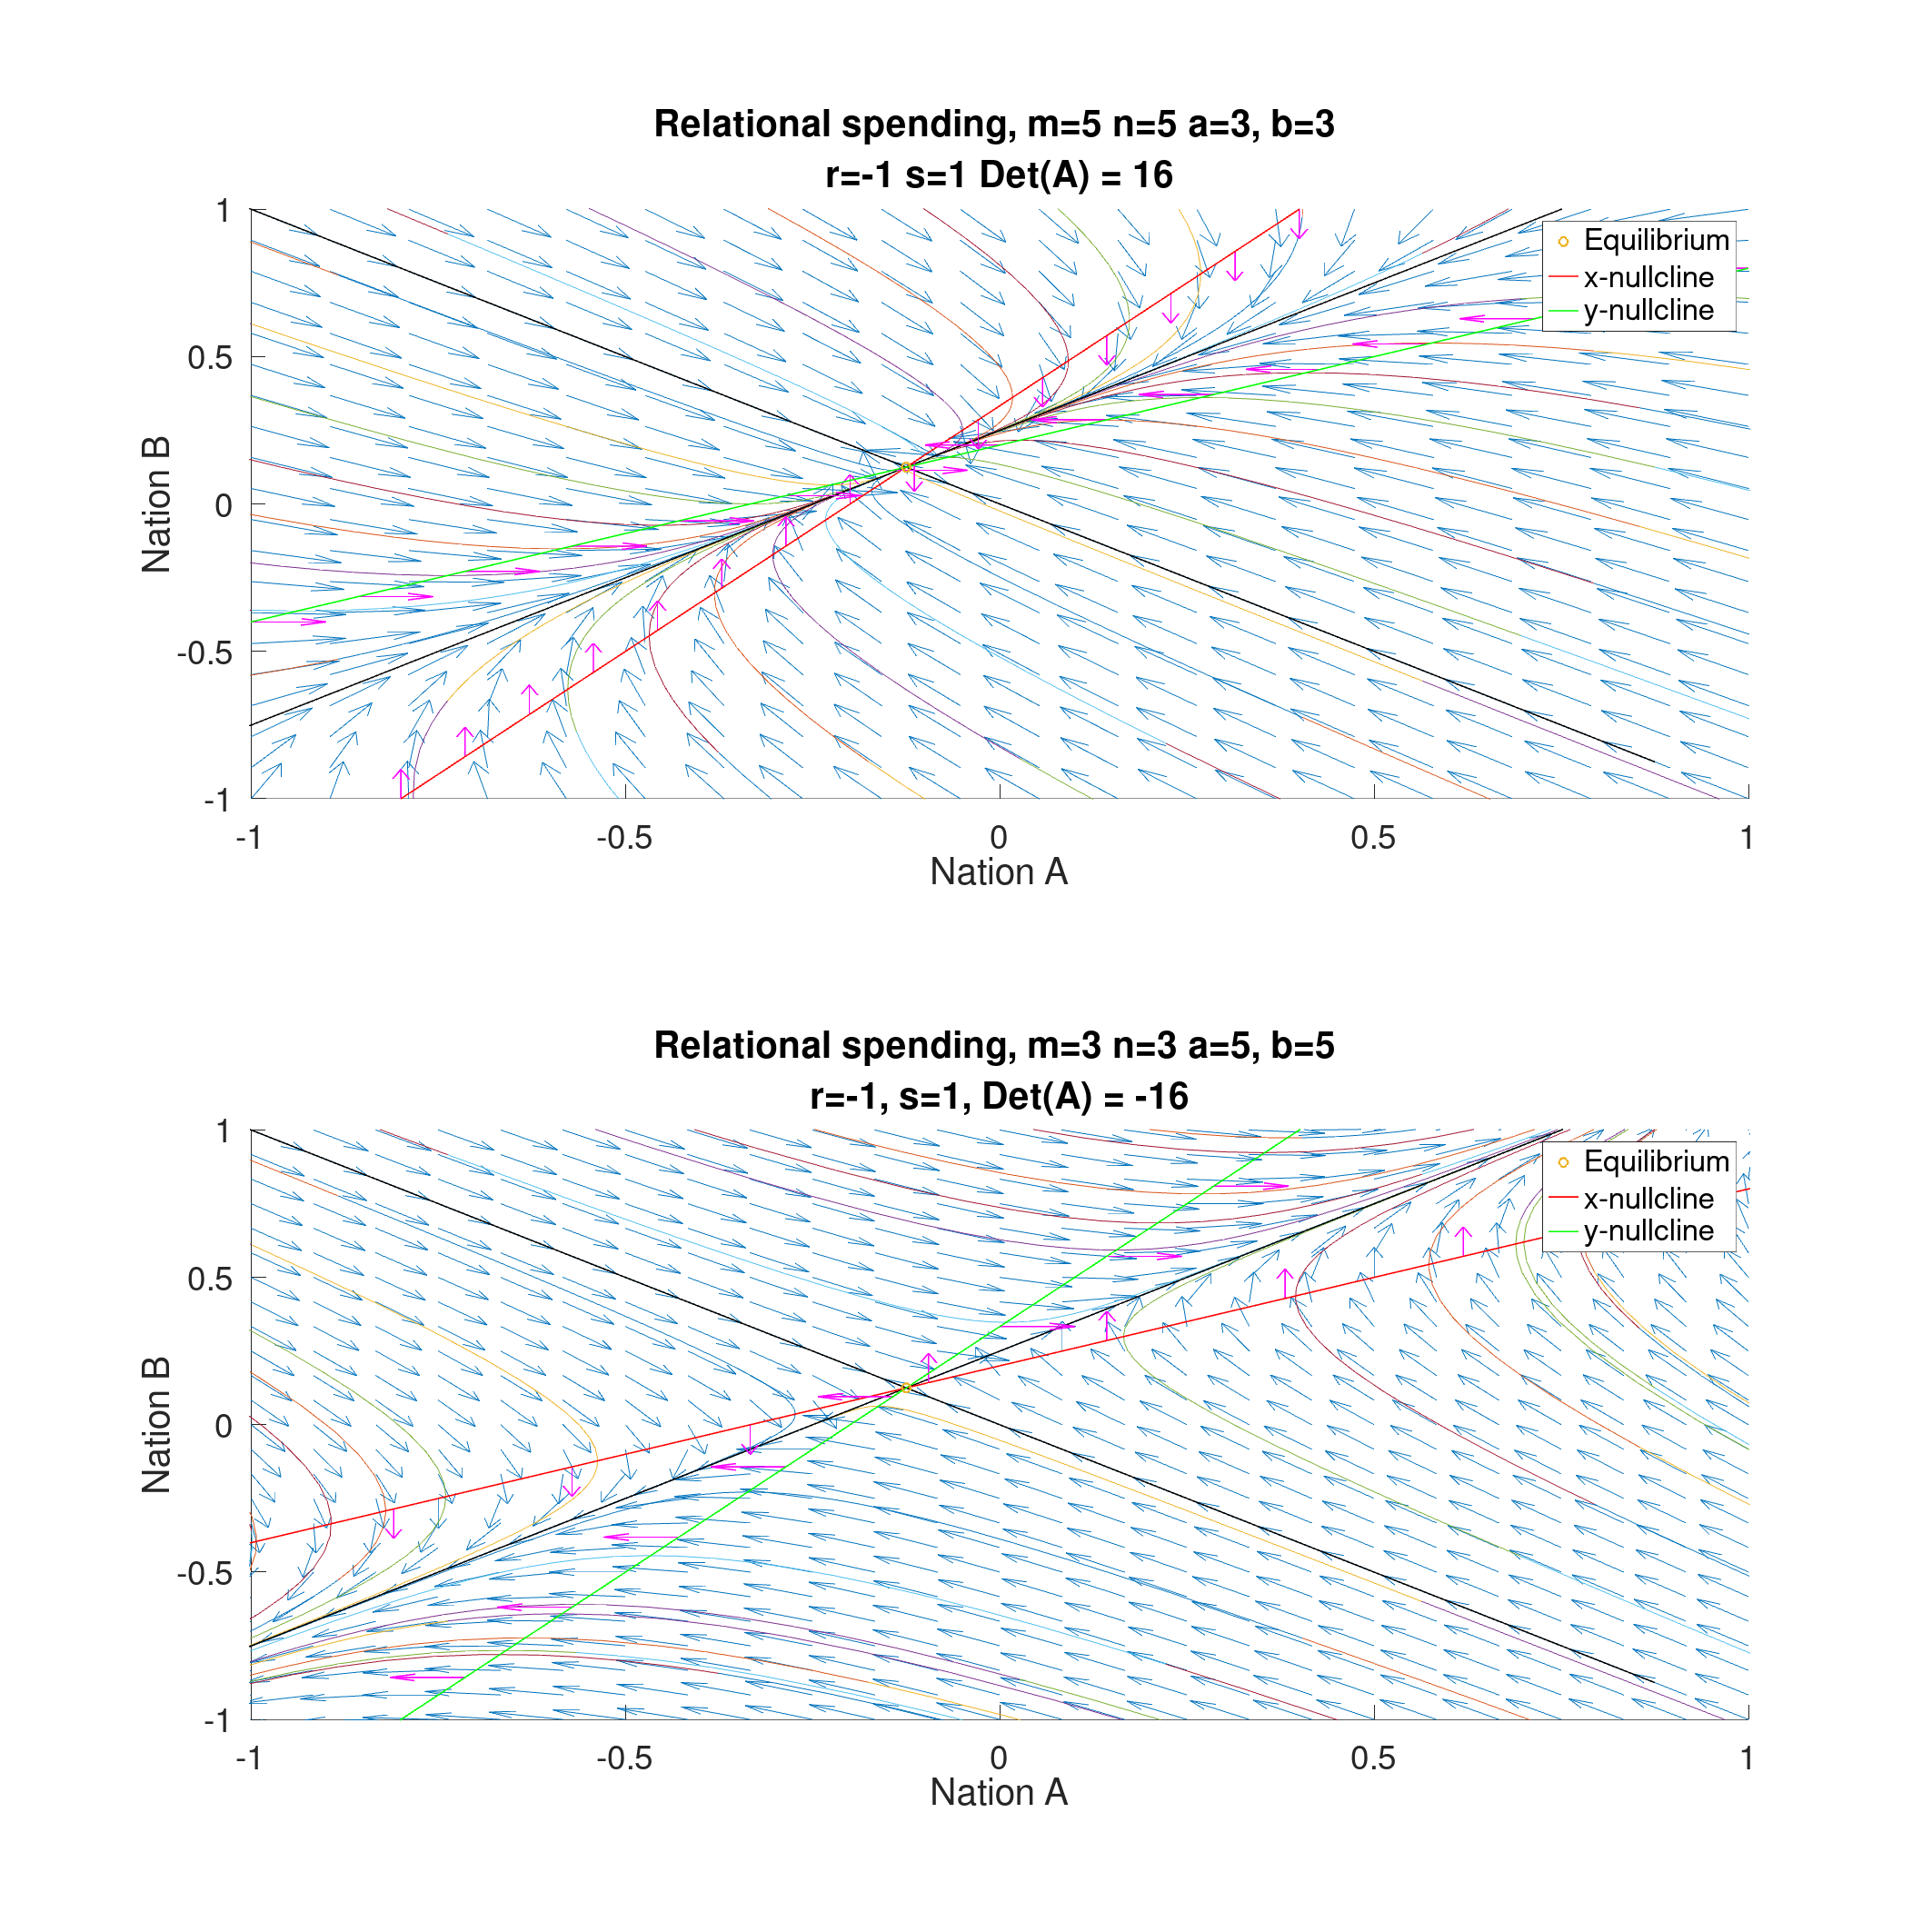 Relational spending, m=5 n=5 a=3, b=3
r=-1 s=1 Det(A) = 16
1
0.5
0
-0.5
-1
Nation B
Equilibrium
x-nullcline
y-nullcline
-1
-0.5
0
0.5
1
Nation A
Relational spending, m=3 n=3 a=5, b=5
r=-1, s=1, Det(A) = -16
1
0.5
0
-0.5
-1
Nation B
Equilibrium
x-nullcline
y-nullcline
-1
-0.5
0
0.5
1
Nation A